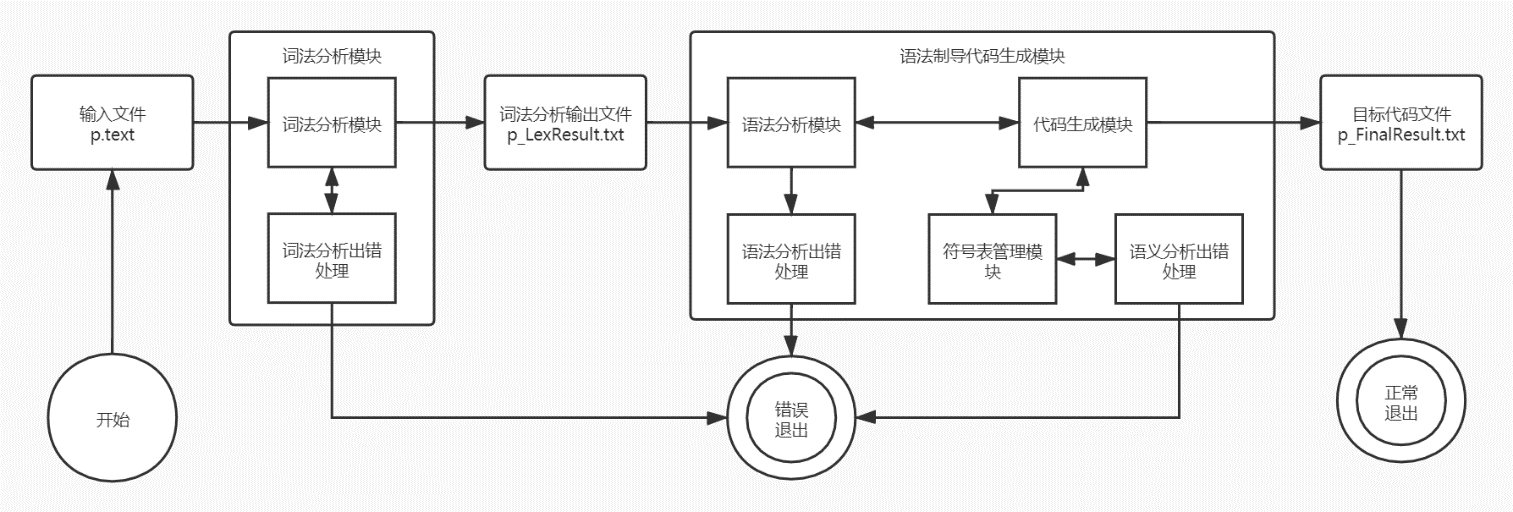 词法分析模块
语法制导代码生成模块
输入文件
p.text
词法分析模块
词法分析输出文件
p_LexResult.txt
语法分析模块
代码生成模块
目标代码文件
p_FinalResult.txt
词法分析出错
处理
语法分析出错
处理
符号表管理模
块
语义分析出错
处理
开始
错误
退出
正常
退出